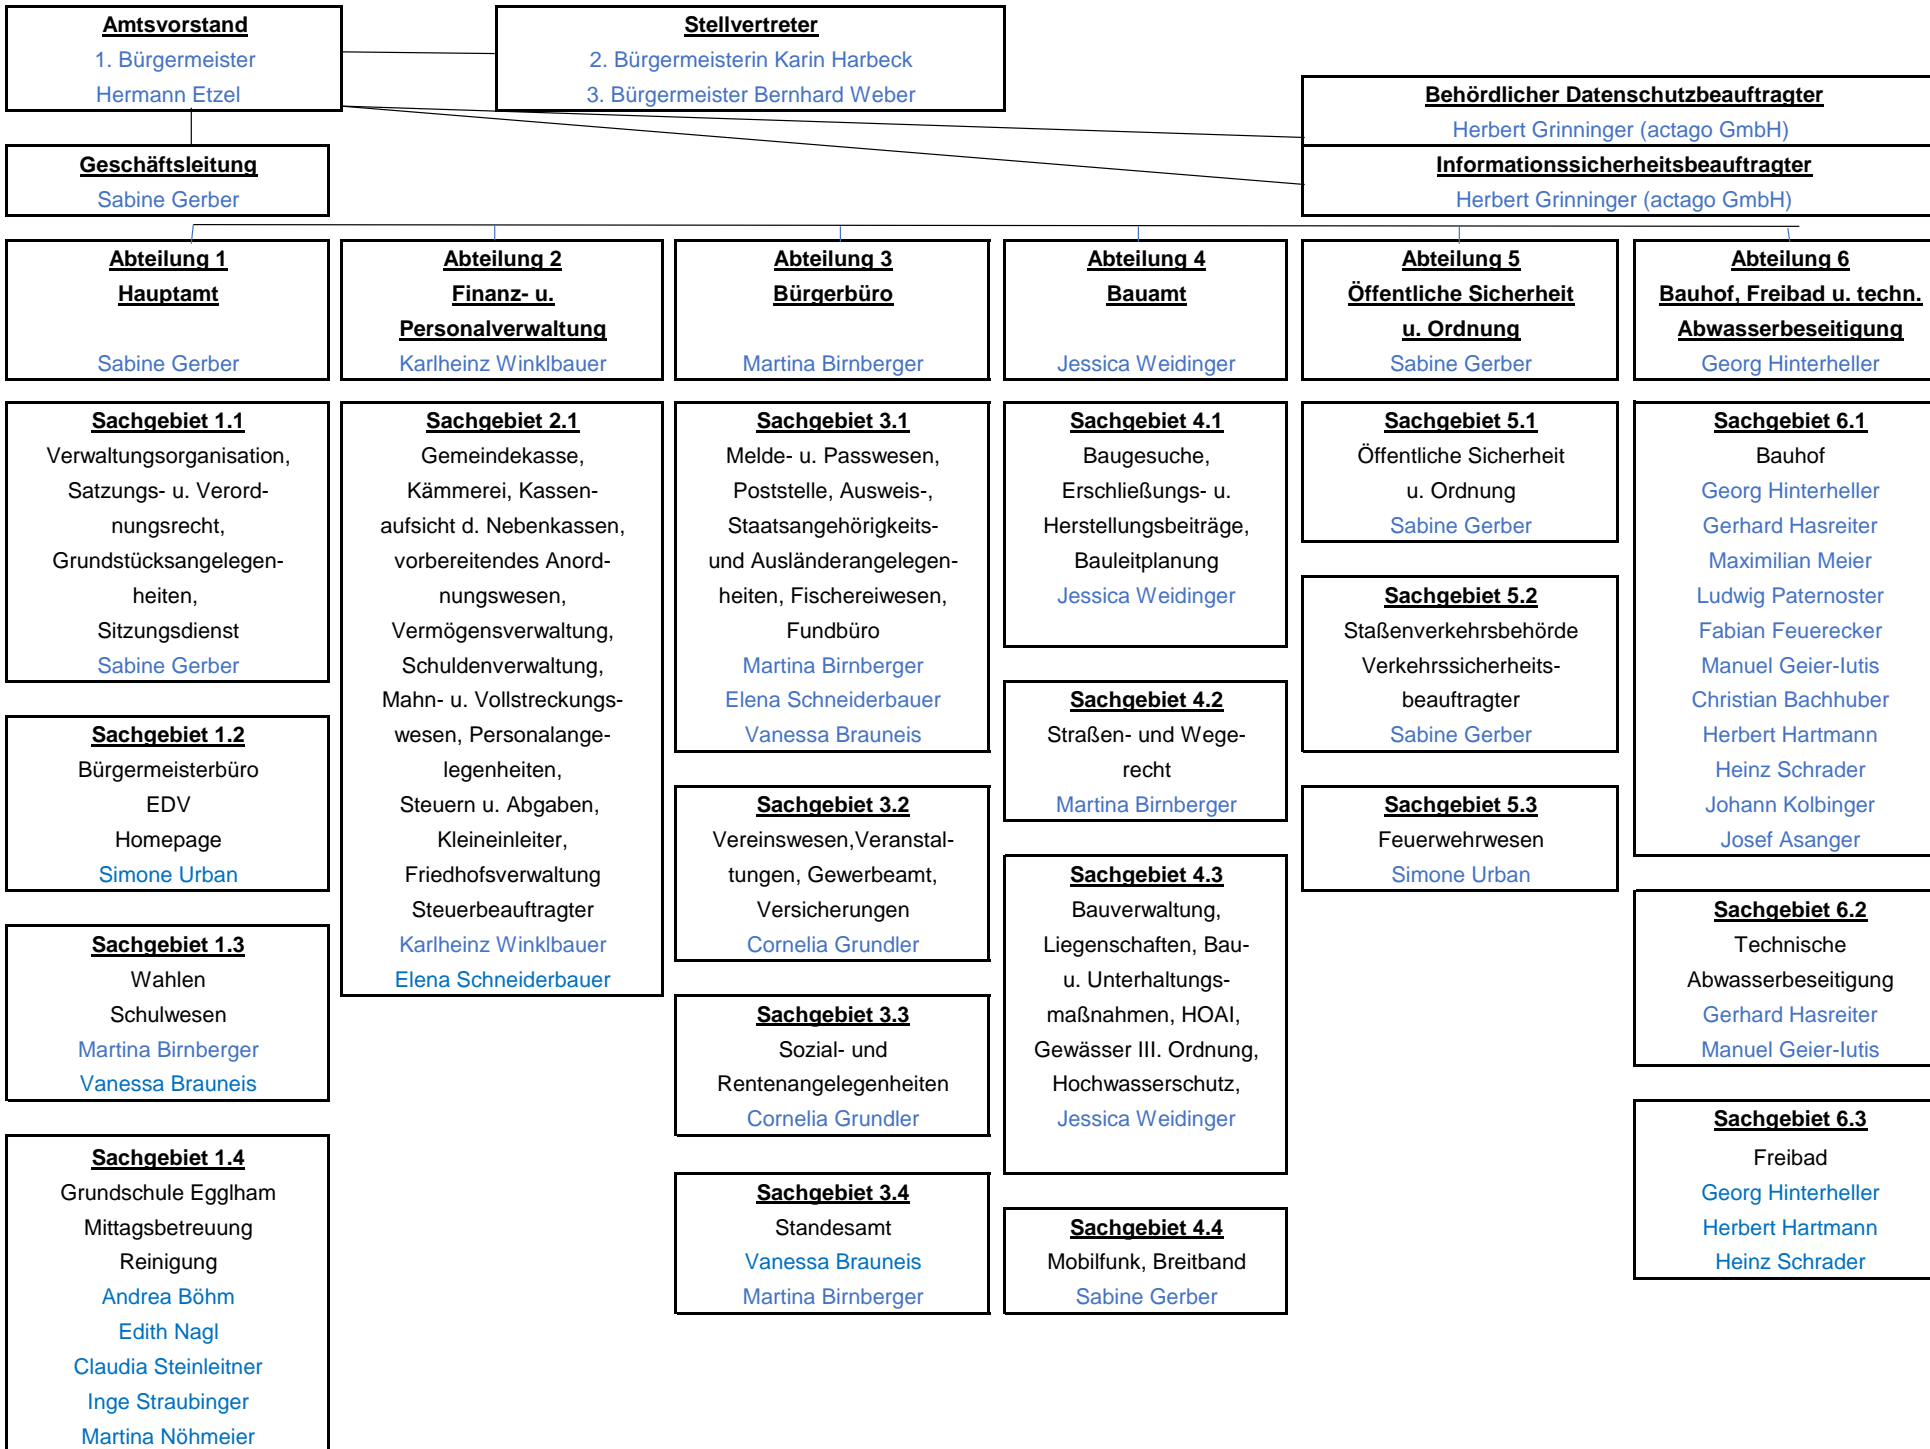 Amtsvorstand
1. Bürgermeister
Hermann Etzel
Stellvertreter
2. Bürgermeisterin Karin Harbeck
3. Bürgermeister Bernhard Weber
Behördlicher Datenschutzbeauftragter
Herbert Grinninger (actago GmbH)
Informationssicherheitsbeauftragter
Herbert Grinninger (actago GmbH)
Geschäftsleitung
Sabine Gerber
Abteilung 1
Hauptamt
Sabine Gerber
Abteilung 2
Finanz- u.
Personalverwaltung
Karlheinz Winklbauer
Abteilung 3
Bürgerbüro
Martina Birnberger
Abteilung 4
Bauamt
Jessica Weidinger
Abteilung 5
Öffentliche Sicherheit
u. Ordnung
Sabine Gerber
Abteilung 6
Bauhof, Freibad u. techn.
Abwasserbeseitigung
Georg Hinterheller
Sachgebiet 1.1
Verwaltungsorganisation,
Satzungs- u. Verord-
nungsrecht,
Grundstücksangelegen-
heiten,
Sitzungsdienst
Sabine Gerber
Sachgebiet 1.2
Bürgermeisterbüro
EDV
Homepage
Simone Urban
Sachgebiet 1.3
Wahlen
Schulwesen
Martina Birnberger
Vanessa Brauneis
Sachgebiet 1.4
Grundschule Egglham
Mittagsbetreuung
Reinigung
Andrea Böhm
Edith Nagl
Claudia Steinleitner
Inge Straubinger
Martina Nöhmeier
Sachgebiet 2.1
Gemeindekasse,
Kämmerei, Kassen-
aufsicht d. Nebenkassen,
vorbereitendes Anord-
nungswesen,
Vermögensverwaltung,
Schuldenverwaltung,
Mahn- u. Vollstreckungs-
wesen, Personalange-
legenheiten,
Steuern u. Abgaben,
Kleineinleiter,
Friedhofsverwaltung
Steuerbeauftragter
Karlheinz Winklbauer
Elena Schneiderbauer
Sachgebiet 3.1
Melde- u. Passwesen,
Poststelle, Ausweis-,
Staatsangehörigkeits-
und Ausländerangelegen-
heiten, Fischereiwesen,
Fundbüro
Martina Birnberger
Elena Schneiderbauer
Vanessa Brauneis
Sachgebiet 3.2
Vereinswesen,Veranstal-
tungen, Gewerbeamt,
Versicherungen
Cornelia Grundler
Sachgebiet 3.3
Sozial- und
Rentenangelegenheiten
Cornelia Grundler
Sachgebiet 3.4
Standesamt
Vanessa Brauneis
Martina Birnberger
Sachgebiet 4.1
Baugesuche,
Erschließungs- u.
Herstellungsbeiträge,
Bauleitplanung
Jessica Weidinger
Sachgebiet 4.2
Straßen- und Wege-
recht
Martina Birnberger
Sachgebiet 4.3
Bauverwaltung,
Liegenschaften, Bau-
u. Unterhaltungs-
maßnahmen, HOAI,
Gewässer III. Ordnung,
Hochwasserschutz,
Jessica Weidinger
Sachgebiet 4.4
Mobilfunk, Breitband
Sabine Gerber
Sachgebiet 5.1
Öffentliche Sicherheit
u. Ordnung
Sabine Gerber
Sachgebiet 5.2
Staßenverkehrsbehörde
Verkehrssicherheits-
beauftragter
Sabine Gerber
Sachgebiet 5.3
Feuerwehrwesen
Simone Urban
Sachgebiet 6.1
Bauhof
Georg Hinterheller
Gerhard Hasreiter
Maximilian Meier
Ludwig Paternoster
Fabian Feuerecker
Manuel Geier-Iutis
Christian Bachhuber
Herbert Hartmann
Heinz Schrader
Johann Kolbinger
Josef Asanger
Sachgebiet 6.2
Technische
Abwasserbeseitigung
Gerhard Hasreiter
Manuel Geier-Iutis
Sachgebiet 6.3
Freibad
Georg Hinterheller
Herbert Hartmann
Heinz Schrader